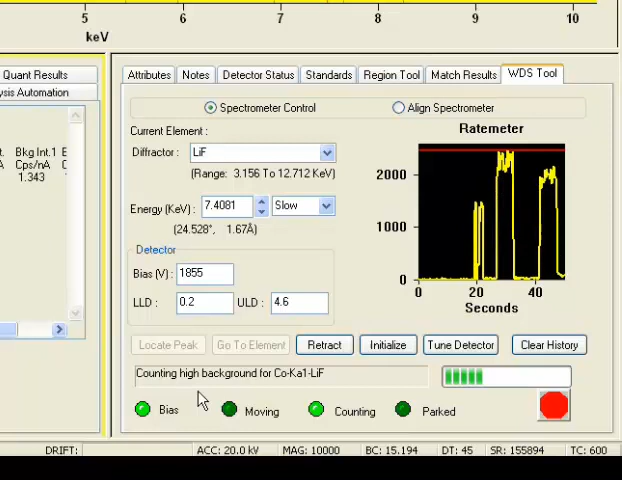 5 6 7 8 9 10
keV
Quant Results
ysis Automation
Attributes Notes Detector Status Standards Region Tool Match Results WDS Tool
t. Bkg Int.1 E
A Cps/nA C
1.343
Spectrometer Control Align Spectrometer
Current Element :
Diffractor : LiF
(Range: 3.156 To 12.712 KeV)
Energy (KeV) : 7.4081 Slow
(24.528°, 1.67Å)
Detector
Bias (V) : 1855
LLD : 0.2 ULD : 4.6
Ratemeter
2000
1000
0
0 20 40
Seconds
Locate Peak Go To Element Retract Initialize Tune Detector Clear History
Counting high background for Co-Ka1-LiF
Bias Moving Counting Parked
DRIFT: ACC: 20.0 kV MAG: 10000 BC: 15.194 DT: 45 SR: 155894 TC: 600